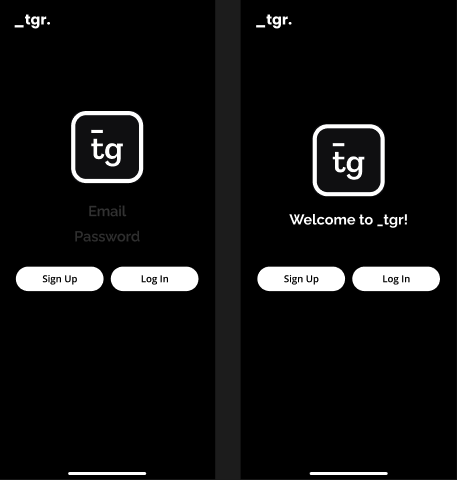 _tgr.
tg
Email
Password
Sign Up
Log In
_tgr.
tg
Welcome to _tgr!
Sign Up
Log In